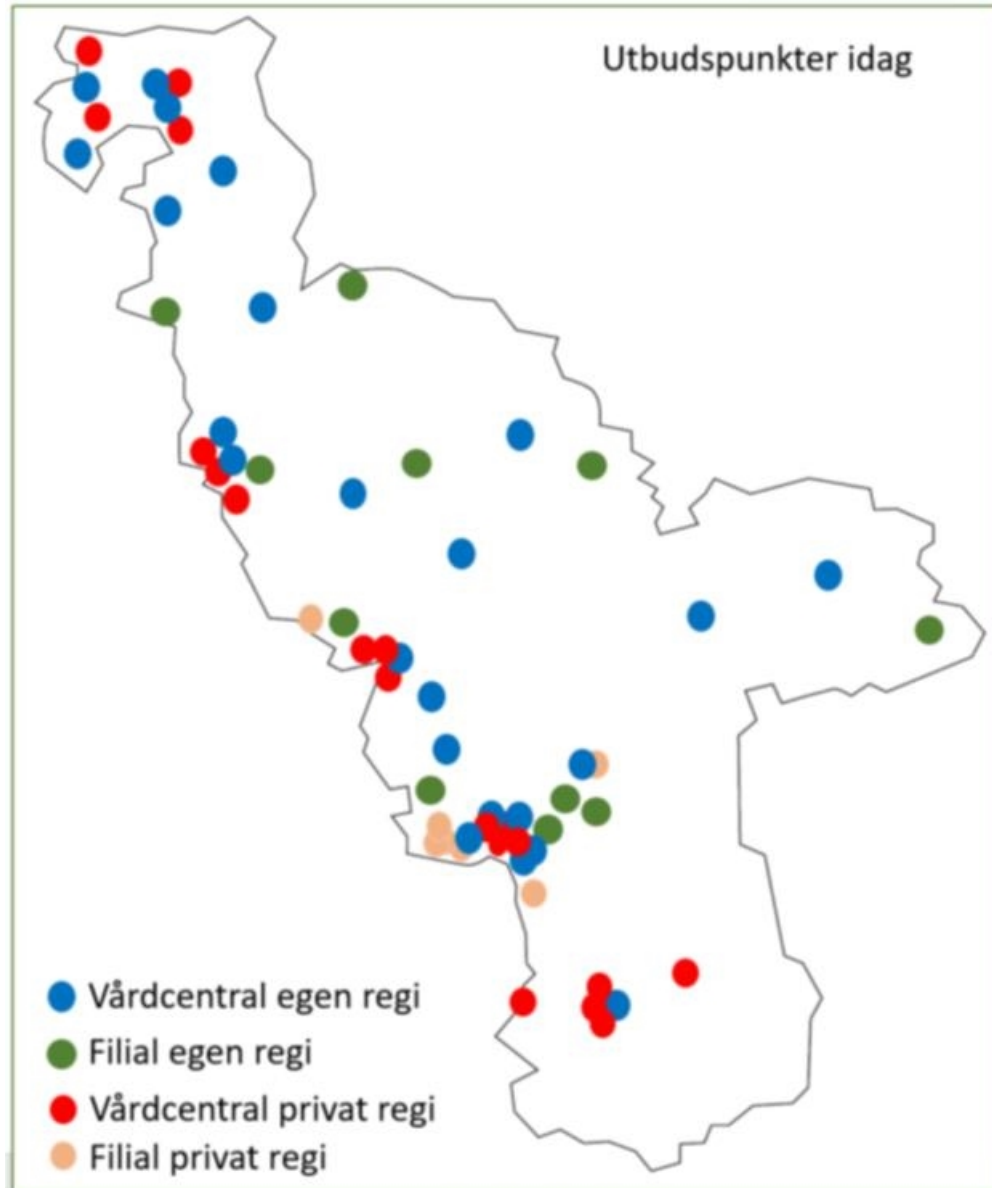 Utbudspunkter idag
Vårdcentral egen regi
Filial egen regi
Vårdcentral privat regi
Filial privat regi